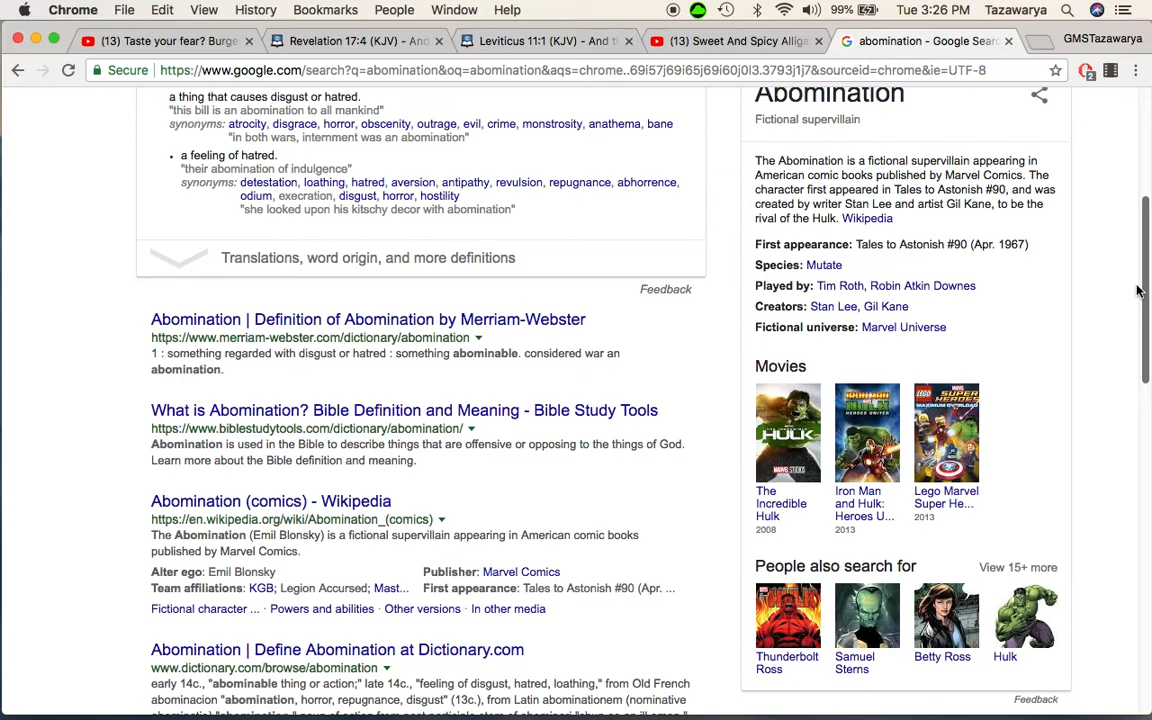 Chrome File Edit View History Bookmarks People Window Help 99% Tue 3:26 PM Tazawarya
(13) Taste your fear? Burge
Revelation 17:4 (KJV) - And
Leviticus 11:1 (KJV) - And th
(13) Sweet And Spicy Alliga
abomination - Google Searc
GMSTazawarya
Secure https://www.google.com/search?q=abomination&oq=abomination&aqs=chrome..69i57j69i65j69i60j0l3.3793j1j7&sourceid=chrome&ie=UTF-8
2
a thing that causes disgust or hatred.
"this bill is an abomination to all mankind"
synonyms: atrocity, disgrace, horror, obscenity, outrage, evil, crime, monstrosity, anathema, bane
"in both wars, internment was an abomination"
• a feeling of hatred.
"their abomination of indulgence"
synonyms: detestation, loathing, hatred, aversion, antipathy, revulsion, repugnance, abhorrence,
odium, execration, disgust, horror, hostility
"she looked upon his kitschy decor with abomination"
Translations, word origin, and more definitions
Feedback
Abomination | Definition of Abomination by Merriam-Webster
https://www.merriam-webster.com/dictionary/abomination
1 : something regarded with disgust or hatred : something abominable. considered war an
abomination.
What is Abomination? Bible Definition and Meaning - Bible Study Tools
https://www.biblestudytools.com/dictionary/abomination/
Abomination is used in the Bible to describe things that are offensive or opposing to the things of God.
Learn more about the Bible definition and meaning.
Abomination (comics) - Wikipedia
https://en.wikipedia.org/wiki/Abomination_(comics)
The Abomination (Emil Blonsky) is a fictional supervillain appearing in American comic books
published by Marvel Comics.
Alter ego: Emil Blonsky Publisher: Marvel Comics
Team affiliations: KGB; Legion Accursed; Mast... First appearance: Tales to Astonish #90 (Apr. ...
Fictional character ... · Powers and abilities · Other versions · In other media
Abomination | Define Abomination at Dictionary.com
www.dictionary.com/browse/abomination
early 14c., "abominable thing or action;" late 14c., "feeling of disgust, hatred, loathing," from Old French
abominacion "abomination, horror, repugnance, disgust" (13c.), from Latin abominationem (nominative
Abomination
Fictional supervillain
The Abomination is a fictional supervillain appearing in
American comic books published by Marvel Comics. The
character first appeared in Tales to Astonish #90, and was
created by writer Stan Lee and artist Gil Kane, to be the
rival of the Hulk. Wikipedia
First appearance: Tales to Astonish #90 (Apr. 1967)
Species: Mutate
Played by: Tim Roth, Robin Atkin Downes
Creators: Stan Lee, Gil Kane
Fictional universe: Marvel Universe
Movies
HULK
MARVEL STUDIOS
The
Incredible
Hulk
2008
Iron Man
and Hulk:
Heroes U...
2013
Lego Marvel
Super He...
2013
People also search for View 15+ more
Thunderbolt
Ross
Samuel
Sterns
Betty Ross
Hulk
Feedback